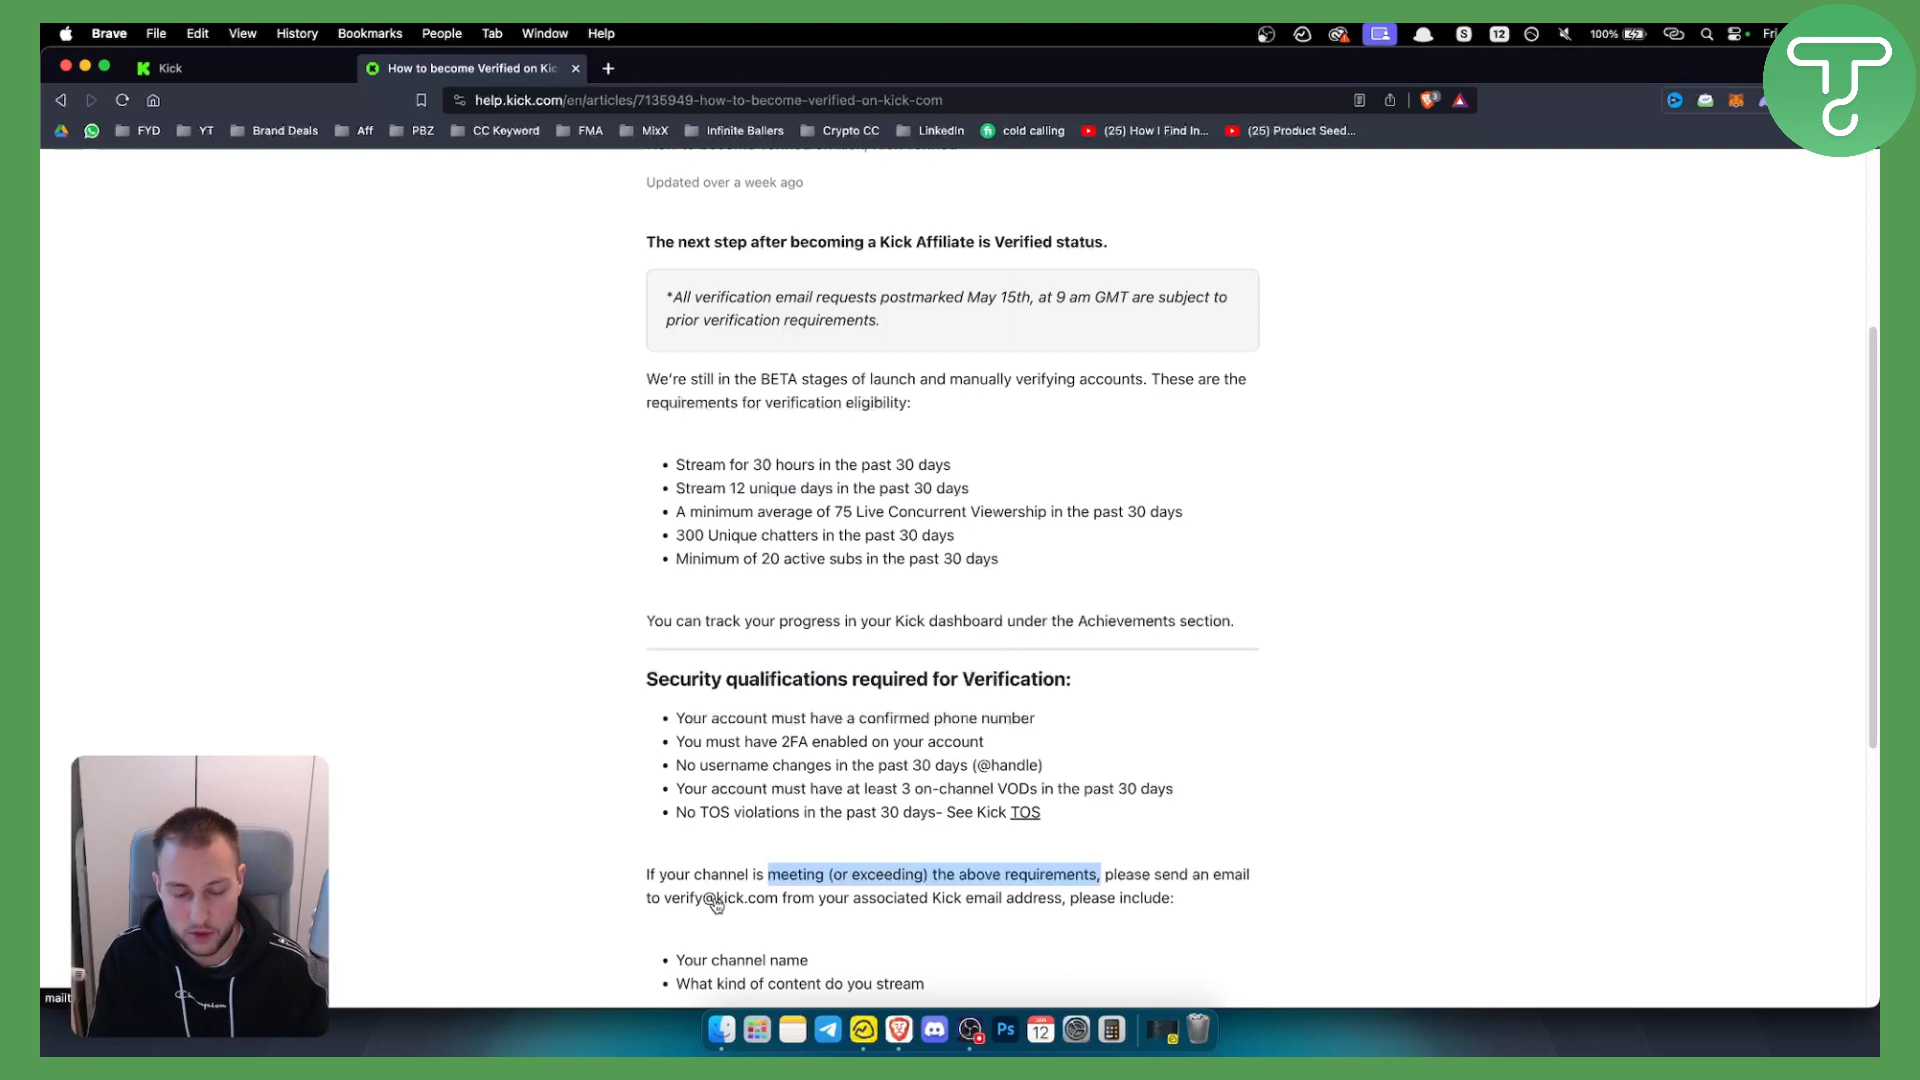 Brave File Edit View History Bookmarks People Tab Window Help
S 12 100% Fri
Kick
How to become Verified on Kic
help.kick.com/en/articles/7135949-how-to-become-verified-on-kick-com
3
FYD YT Brand Deals Aff PBZ CC Keyword FMA MixX Infinite Ballers Crypto CC LinkedIn cold calling (25) How I Find In... (25) Product Seed...
Updated over a week ago
The next step after becoming a Kick Affiliate is Verified status.
*All verification email requests postmarked May 15th, at 9 am GMT are subject to
prior verification requirements.
We're still in the BETA stages of launch and manually verifying accounts. These are the
requirements for verification eligibility:
• Stream for 30 hours in the past 30 days
• Stream 12 unique days in the past 30 days
• A minimum average of 75 Live Concurrent Viewership in the past 30 days
• 300 Unique chatters in the past 30 days
• Minimum of 20 active subs in the past 30 days
You can track your progress in your Kick dashboard under the Achievements section.
Security qualifications required for Verification:
• Your account must have a confirmed phone number
• You must have 2FA enabled on your account
• No username changes in the past 30 days (@handle)
• Your account must have at least 3 on-channel VODs in the past 30 days
• No TOS violations in the past 30 days- See Kick TOS
If your channel is meeting (or exceeding) the above requirements, please send an email
to verify@kick.com from your associated Kick email address, please include:
• Your channel name
• What kind of content do you stream
mailt
Champion
Ps
12